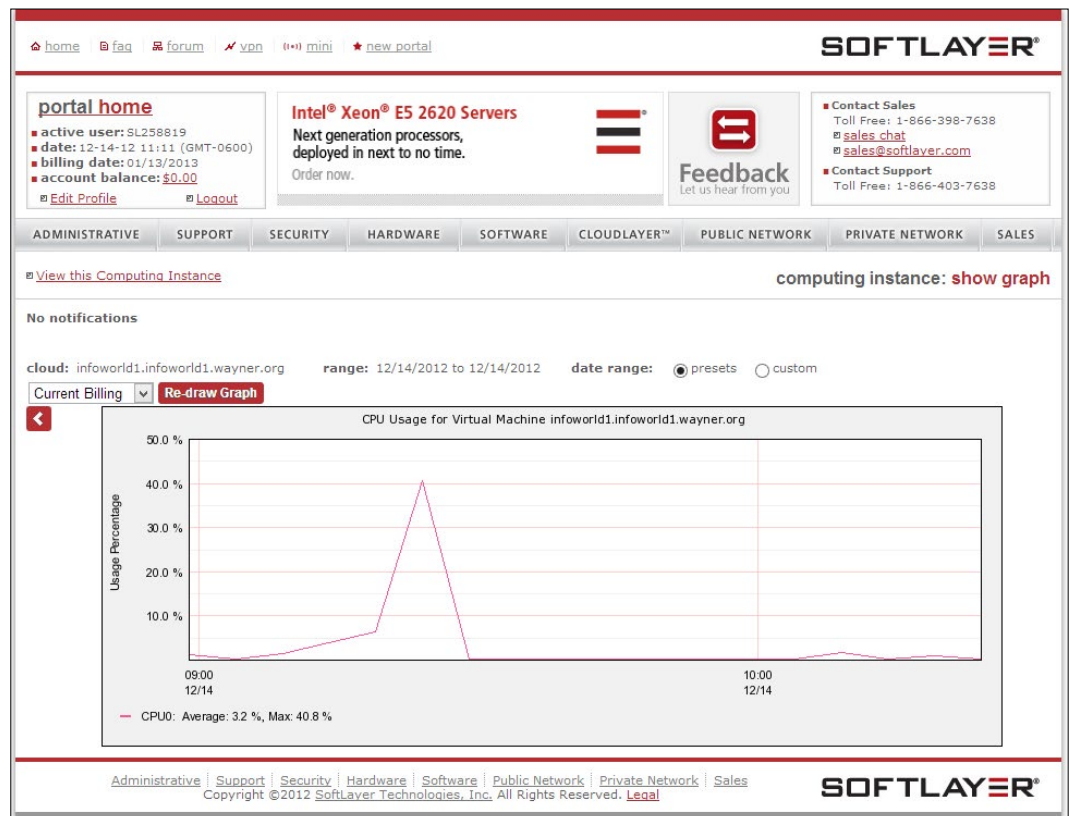 home faq forum vpn mini new portal
SOFTLAYER®
portal home
active user: SL258819
date: 12-14-12 11:11 (GMT-0600)
billing date: 01/13/2013
account balance: $0.00
Edit Profile Logout
Intel® Xeon® E5 2620 Servers
Next generation processors,
deployed in next to no time.
Order now.
Feedback
Let us hear from you
Contact Sales
Toll Free: 1-866-398-7638
sales chat
sales@softlayer.com
Contact Support
Toll Free: 1-866-403-7638
ADMINISTRATIVE SUPPORT SECURITY HARDWARE SOFTWARE CLOUDLAYER™ PUBLIC NETWORK PRIVATE NETWORK SALES
View this Computing Instance
computing instance: show graph
No notifications
cloud: infoworld1.infoworld1.wayner.org range: 12/14/2012 to 12/14/2012 date range: presets custom
Current Billing Re-draw Graph
CPU Usage for Virtual Machine infoworld1.infoworld1.wayner.org
Usage Percentage
50.0 %
40.0 %
30.0 %
20.0 %
10.0 %
09:00 10:00
12/14 12/14
CPU0: Average: 3.2 %, Max: 40.8 %
Administrative Support Security Hardware Software Public Network Private Network Sales
Copyright ©2012 SoftLayer Technologies, Inc. All Rights Reserved. Legal
SOFTLAYER®